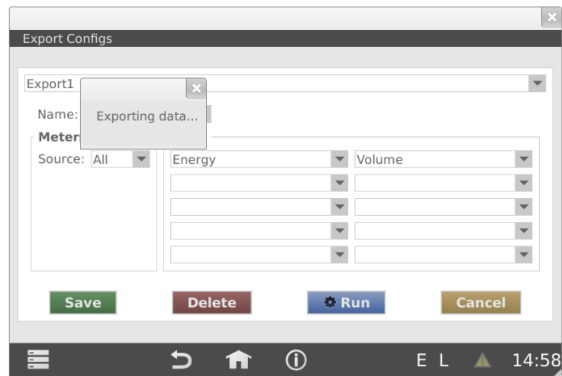 Export Configs
Export1
Name:
Exporting data...
Meter
Source: All
Energy
Volume
Save
Delete
Run
Cancel
E L
14:58